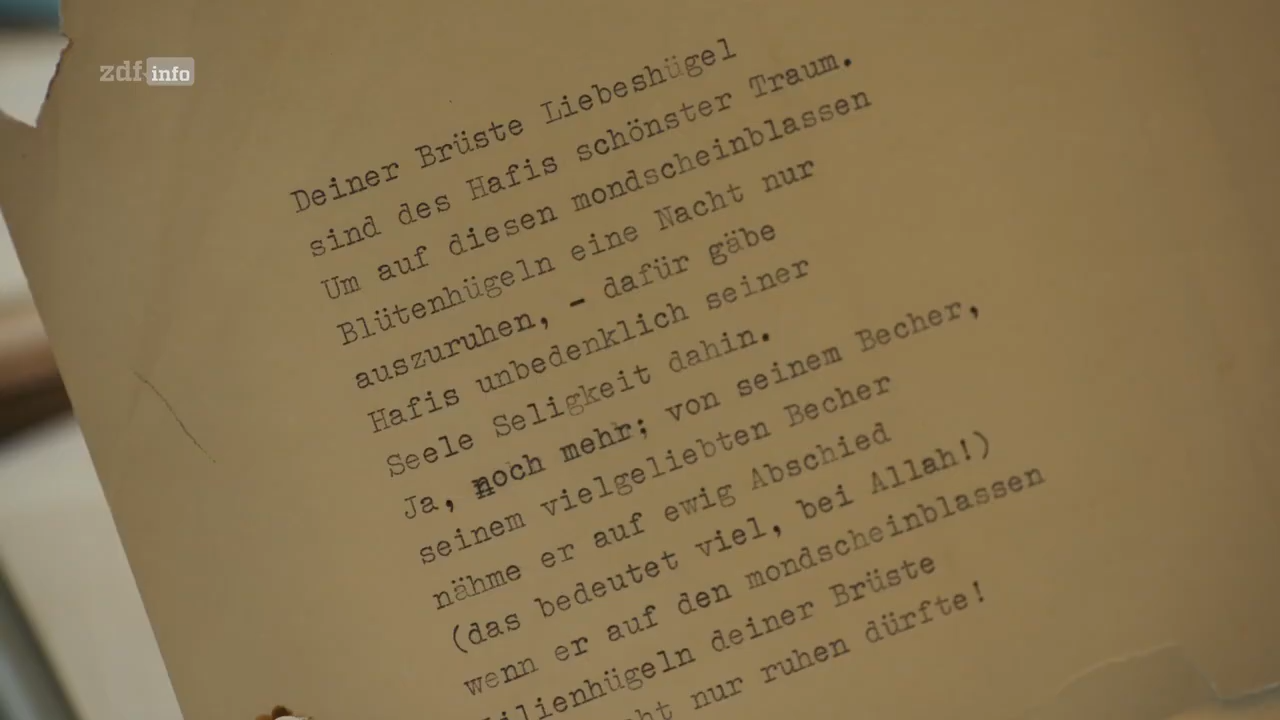 zdf info
Deiner Brüste Liebeshügel
sind des Hafis schönster Traum.
Um auf diesen mondscheinblassen
Blütenhügeln eine Nacht nur
auszuruhen, - dafür gäbe
Hafis unbedenklich seiner
Seele Seligkeit dahin.
Ja, noch mehr; von seinem Becher,
seinem vielgeliebten Becher
nähme er auf ewig Abschied
(das bedeutet viel, bei Allah!)
wenn er auf den mondscheinblassen
deiner Brüste
nur ruhen dürfte!